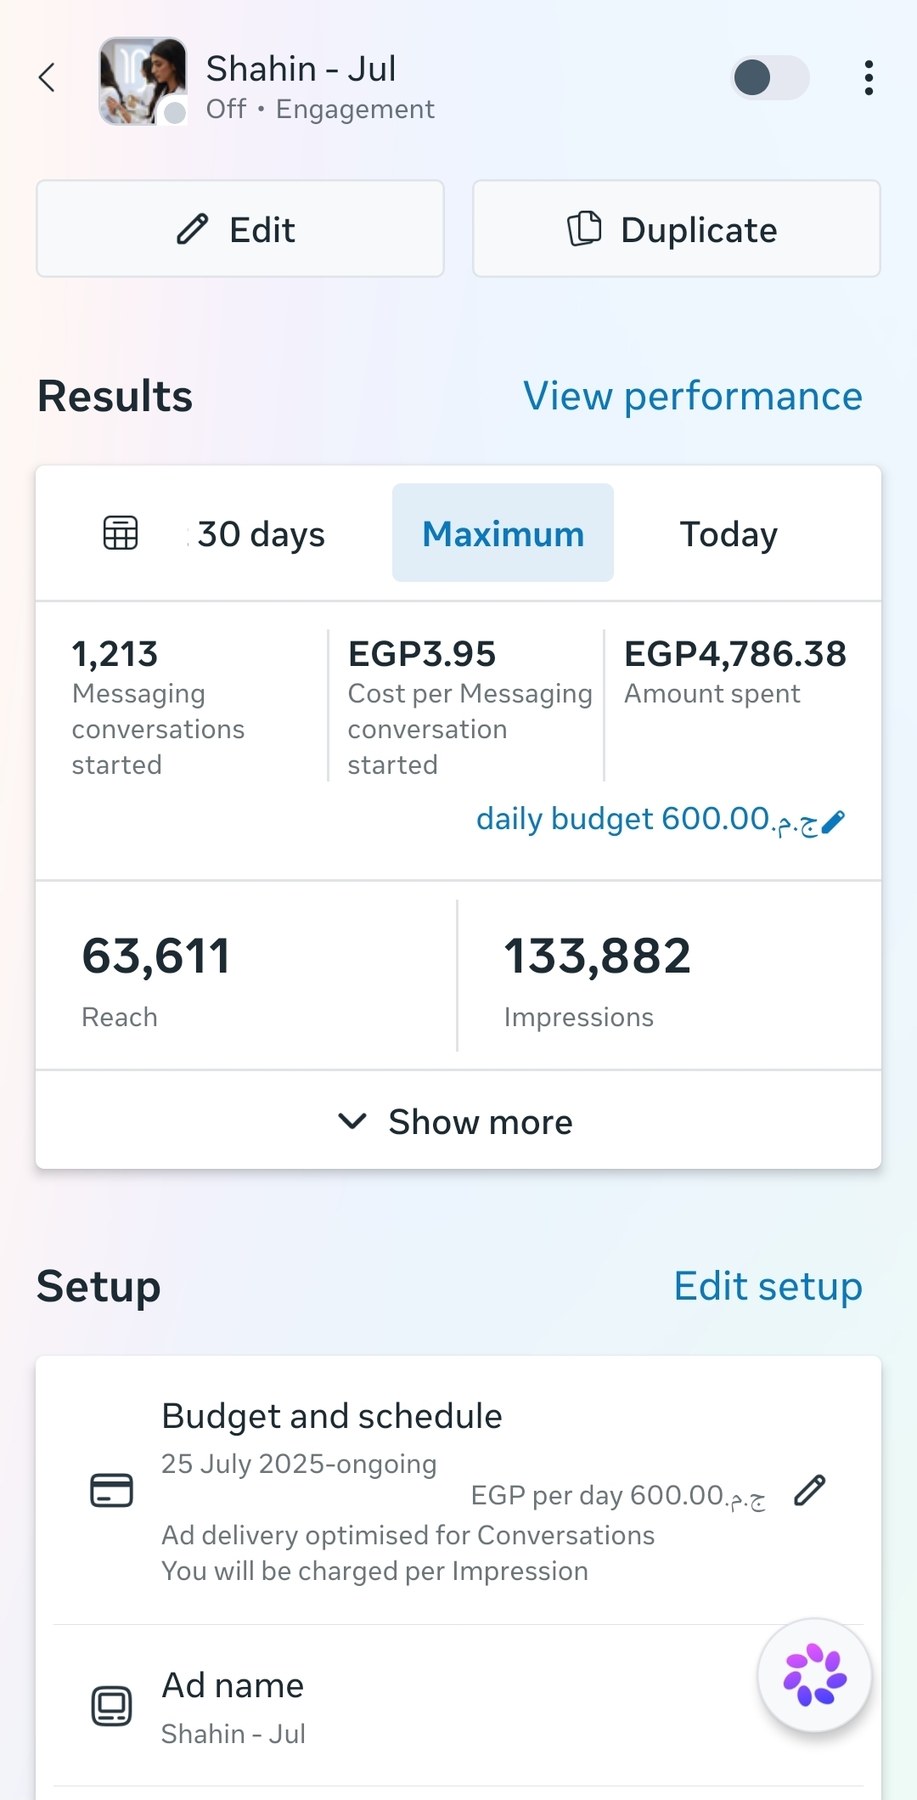 Shahin - Jul
Off • Engagement
Edit
Duplicate
Results
View performance
30 days
Maximum
Today
1,213
Messaging
conversations
started
EGP3.95
Cost per Messaging
conversation
started
EGP4,786.38
Amount spent
daily budget 600.00.ج.م
63,611
Reach
133,882
Impressions
Show more
Setup
Edit setup
Budget and schedule
25 July 2025-ongoing
EGP per day 600.00.ج.م
Ad delivery optimised for Conversations
You will be charged per Impression
Ad name
Shahin - Jul